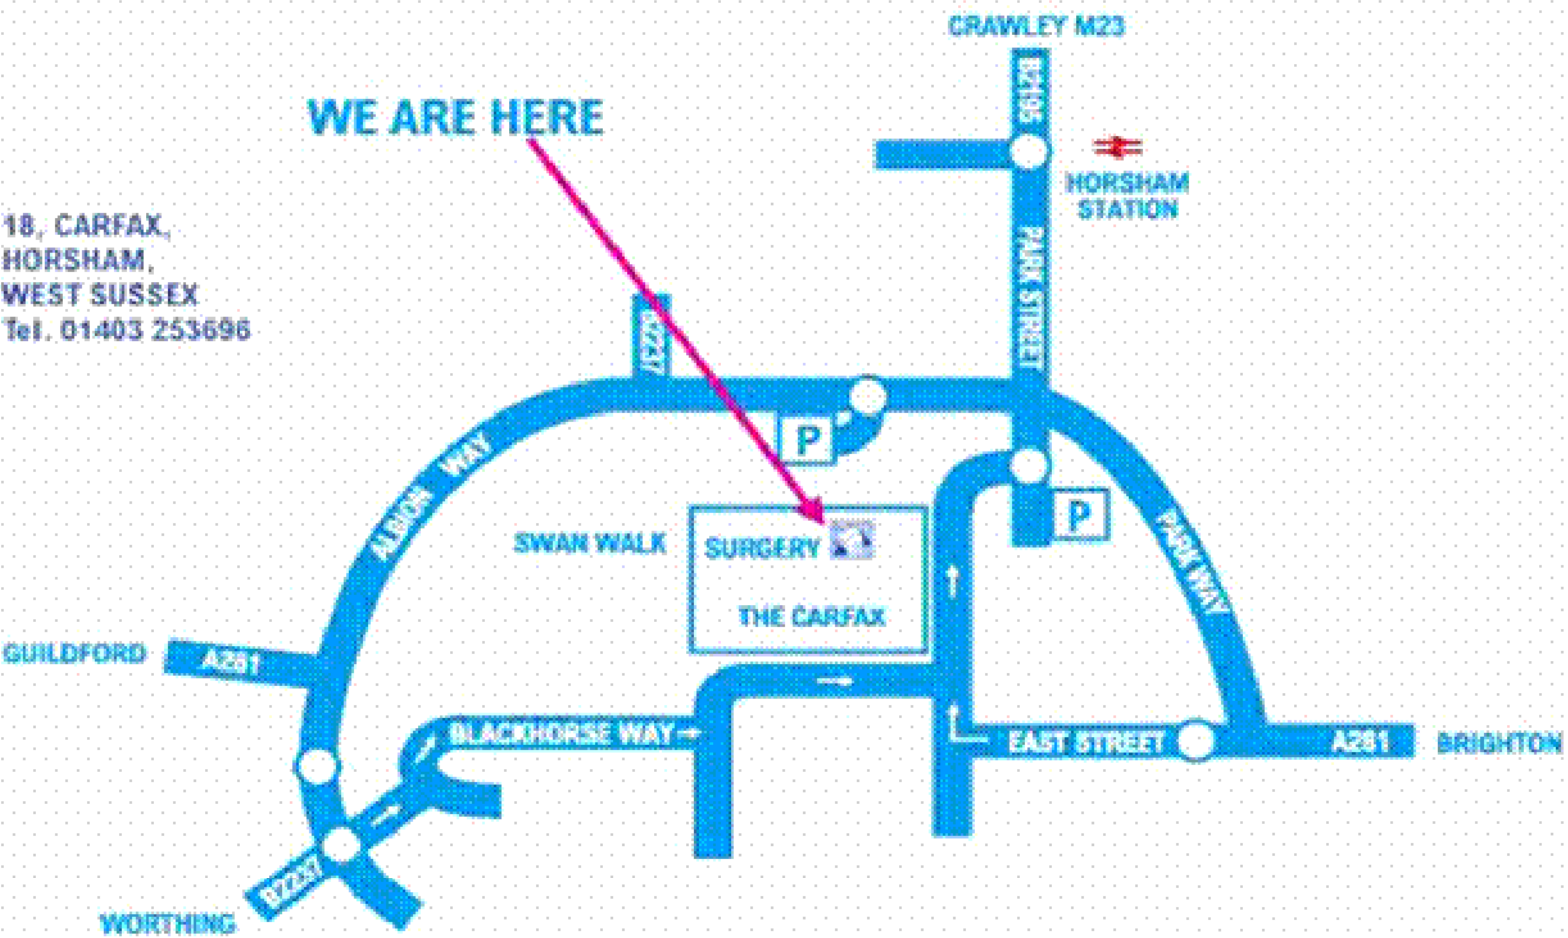 CRAWLEY M23
B2195
WE ARE HERE
HORSHAM
STATION
18, CARFAX,
HORSHAM,
WEST SUSSEX
Tel. 01403 253696
PARK STREET
B2237
P
ALBION WAY
P
SWAN WALK
SURGERY
PARK WAY
THE CARFAX
GUILDFORD
A281
BLACKHORSE WAY
EAST STREET
A281
BRIGHTON
B2237
WORTHING